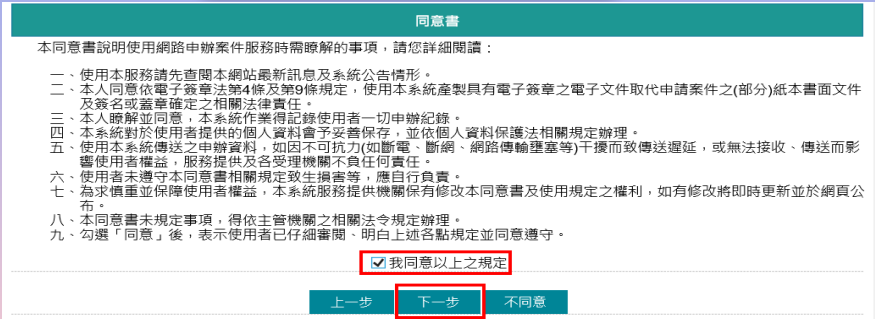 同意書
本同意書說明使用網路申辦案件服務時需瞭解的事項，請您詳細閱讀：
一、使用本服務請先查閱本網站最新訊息及系統公告情形。
二、本人依電子簽章法第4條及第9條規定，使用本系統產製具有電子簽章之電子文件取代申請案件之(部分)紙本書面文件
及簽名或蓋章確定之相關法律責任。
三、本人瞭解並同意，本系統作業得記錄使用者一切申辦紀錄。
四、本系統對於使用者提供的個人資料會予妥善保存，並依個人資料保護法相關規定辦理。
五、使用本系統傳送之申辦資料，如因不可抗力(如斷電、斷網、網路傳輸壅塞等)干擾而致傳送遲延，或無法接收、傳送而影
響使用者權益，服務提供及各受理機關不負任何責任。
六、使用者未遵守本同意書相關規定致生損害等，應自行負責。
七、為求慎重並保障使用者權益，本系統服務提供機關保有修改本同意書及使用規定之權利，如有修改將即時更新並於網頁公
布。
八、本同意書未規定事項，得依主管機關之相關法令規定辦理。
九、勾選「同意」後，表示使用者已仔細審閱、明白上述各點規定並同意遵守。
我同意以上之規定
上一步 下一步 不同意